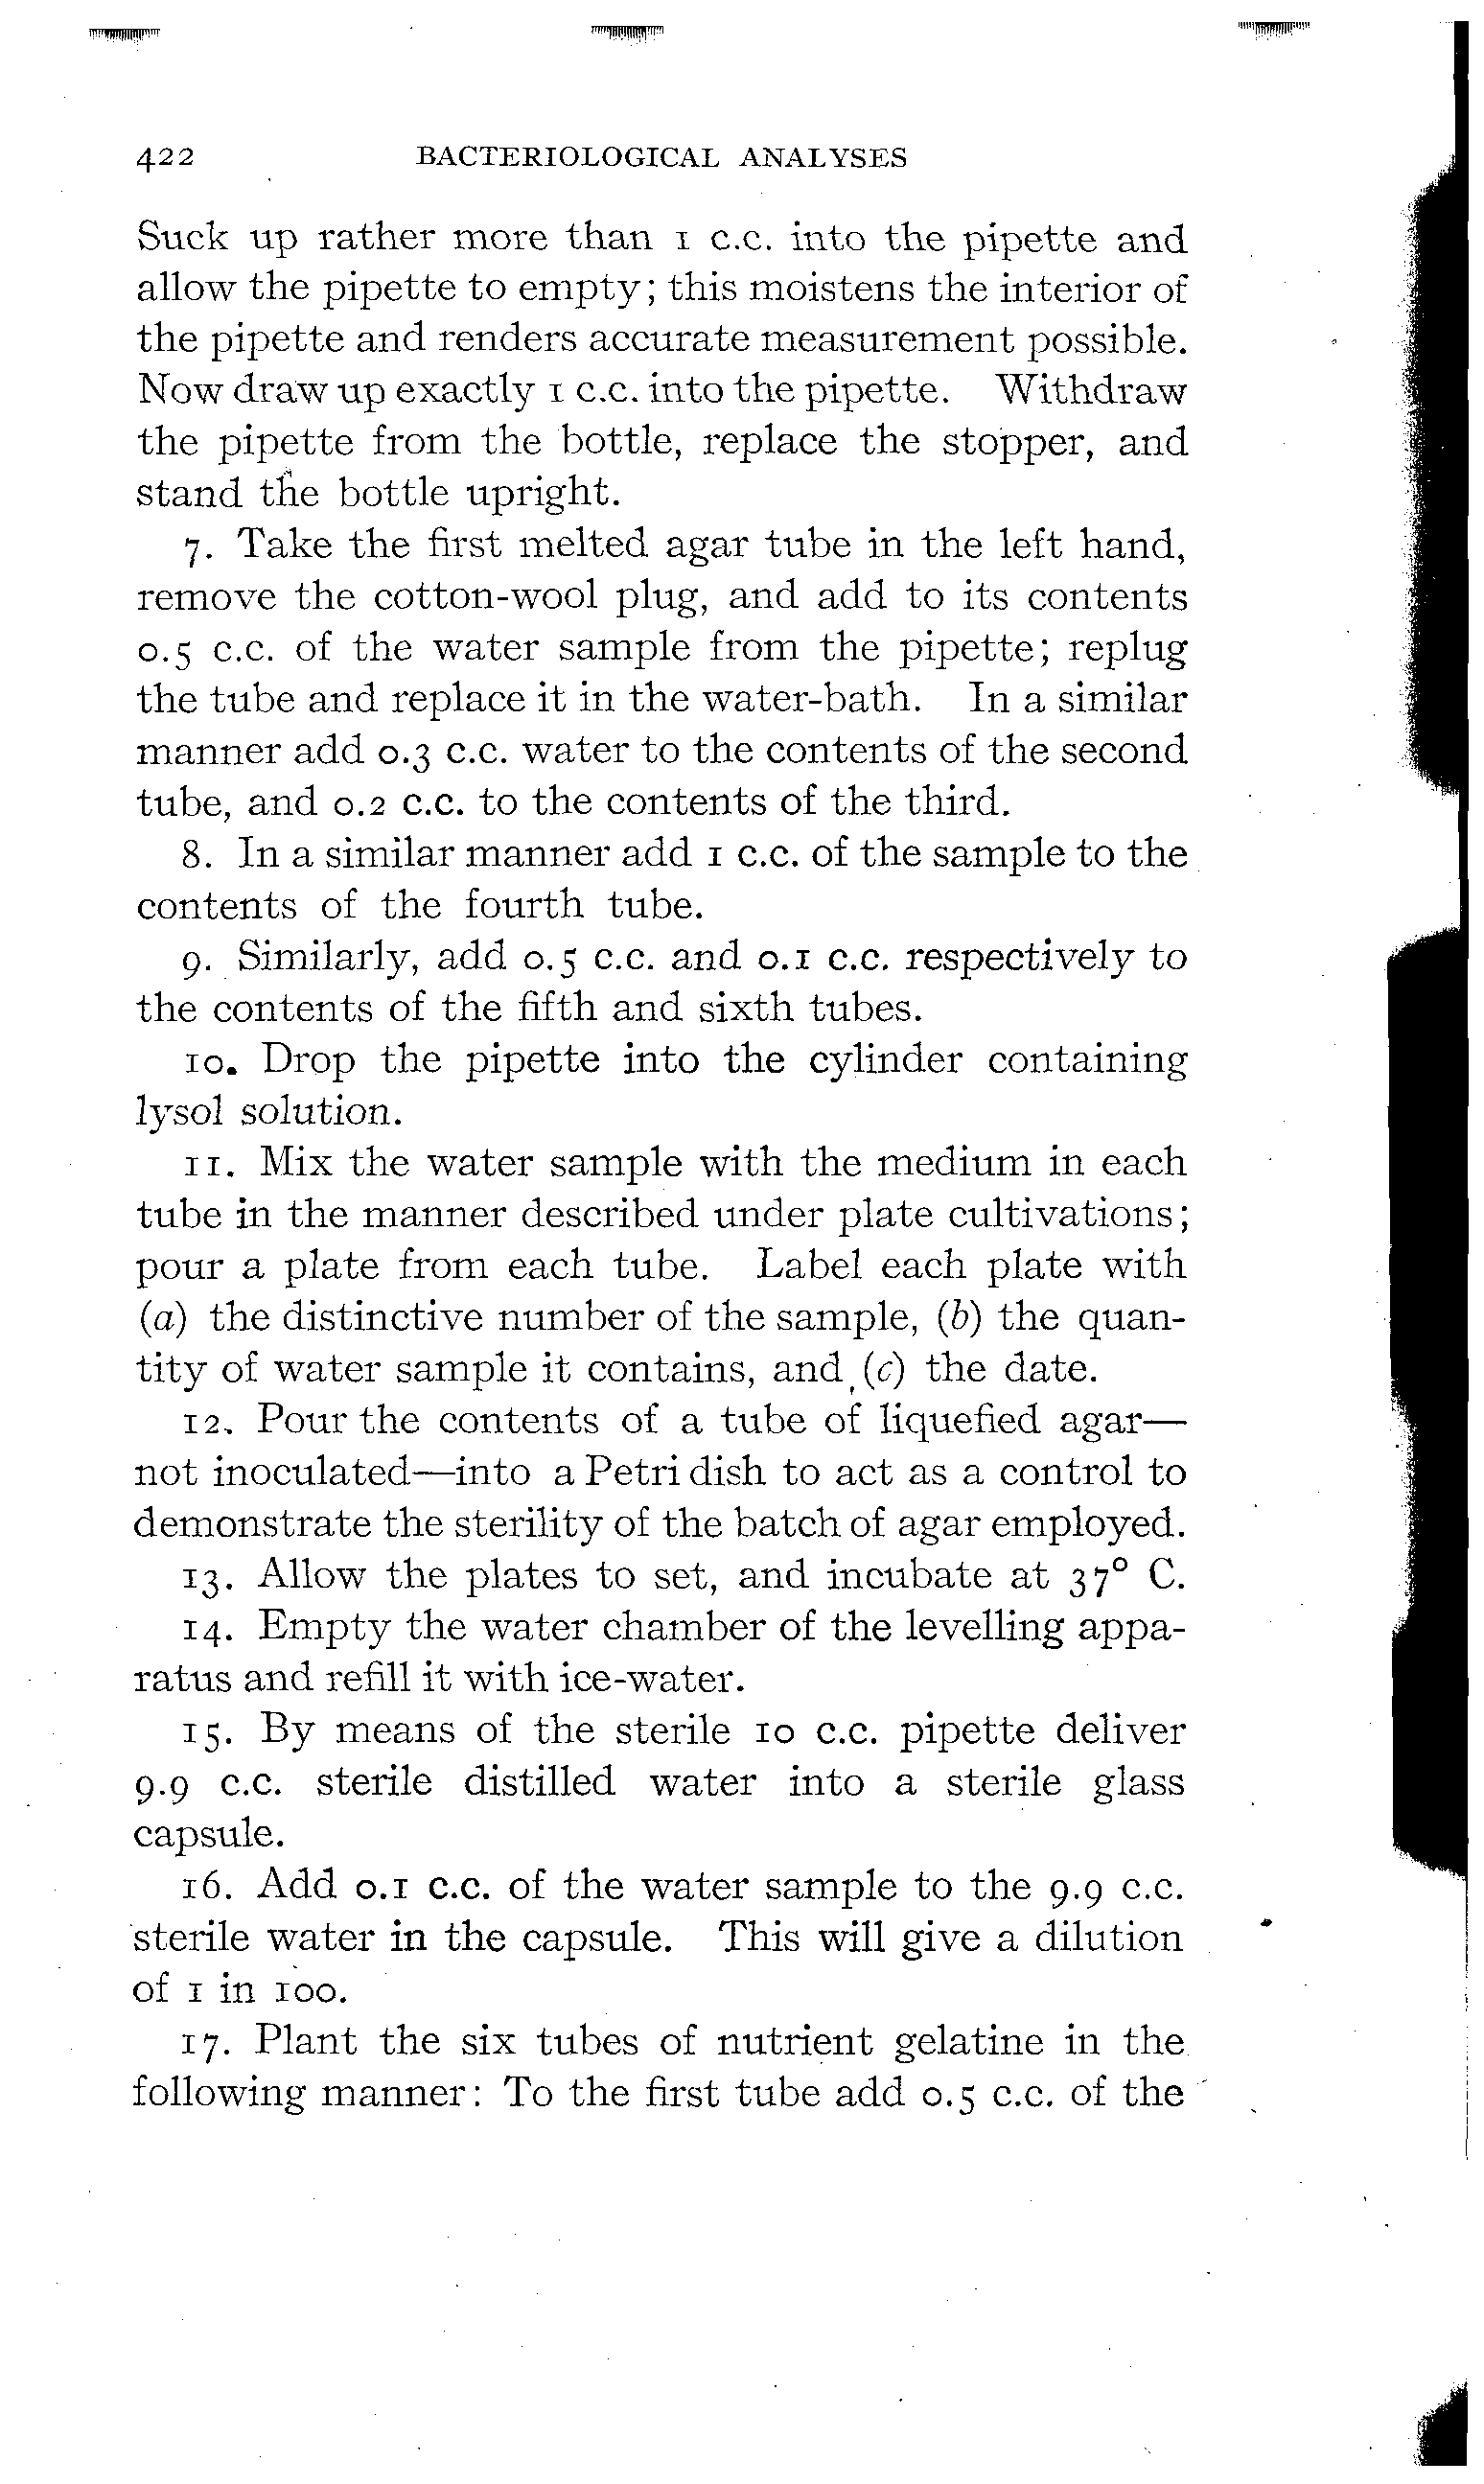 422 BACTERIOLOGICAL ANALYSES
Suck up rather more than 1 c.c. into the pipette and
allow the pipette to empty; this moistens the interior of
the pipette and renders accurate measurement possible.
Now draw up exactly 1 c.c. into the pipette. Withdraw
the pipette from the bottle, replace the stopper, and
stand the bottle upright.
7. Take the first melted agar tube in the left hand,
remove the cotton-wool plug, and add to its contents
0.5 c.c. of the water sample from the pipette; replug
the tube and replace it in the water-bath. In a similar
manner add 0.3 c.c. water to the contents of the second
tube, and 0.2 c.c. to the contents of the third.
8. In a similar manner add 1 c.c. of the sample to the
contents of the fourth tube.
9. Similarly, add 0.5 c.c. and 0.1 c.c. respectively to
the contents of the fifth and sixth tubes.
10. Drop the pipette into the cylinder containing
lysol solution.
11. Mix the water sample with the medium in each
tube in the manner described under plate cultivations;
pour a plate from each tube. Label each plate with
(a) the distinctive number of the sample, (b) the quan-
tity of water sample it contains, and (c) the date.
12. Pour the contents of a tube of liquefied agar—
not inoculated—into a Petri dish to act as a control to
demonstrate the sterility of the batch of agar employed.
13. Allow the plates to set, and incubate at 37° C.
14. Empty the water chamber of the levelling appa-
ratus and refill it with ice-water.
15. By means of the sterile 10 c.c. pipette deliver
9.9 c.c. sterile distilled water into a sterile glass
capsule.
16. Add 0.1 c.c. of the water sample to the 9.9 c.c.
sterile water in the capsule. This will give a dilution
of 1 in 100.
17. Plant the six tubes of nutrient gelatine in the
following manner: To the first tube add 0.5 c.c. of the